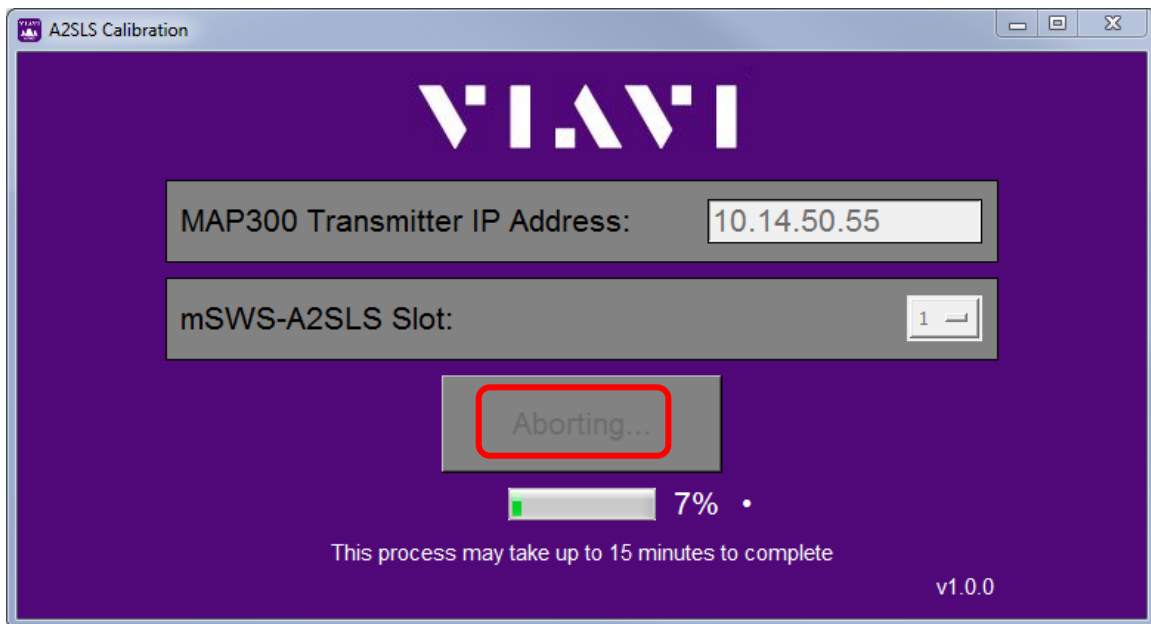 A2SLS Calibration
VIAVI
MAP300 Transmitter IP Address: 10.14.50.55
mSWS-A2SLS Slot: 1
Aborting...
7%
This process may take up to 15 minutes to complete
v1.0.0